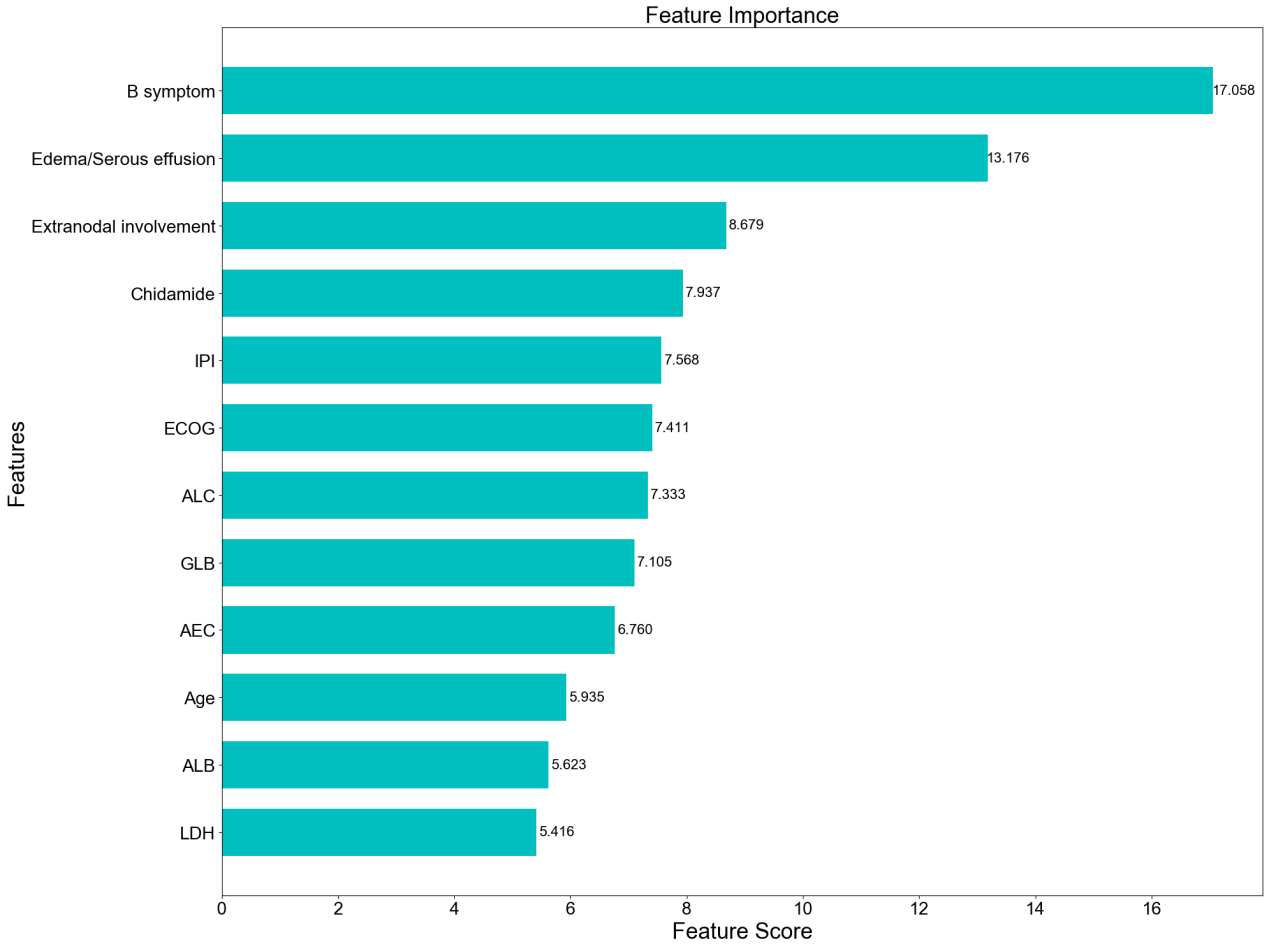 Feature Importance
B symptom 17.058
Edema/Serous effusion 13.176
Extranodal involvement 8.679
Chidamide 7.937
IPI 7.568
ECOG 7.411
ALC 7.333
GLB 7.105
AEC 6.760
Age 5.935
ALB 5.623
LDH 5.416
0 2 4 6 8 10 12 14 16
Feature Score
Features